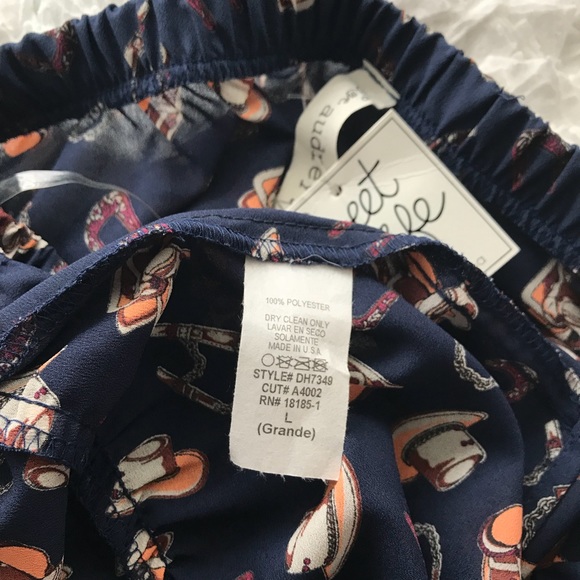 100% POLYESTER
DRY CLEAN ONLY
LAVAR EN SECO
SOLAMENTE
MADE IN U.S.A
STYLE# DH7349
CUT# A4002
RN# 18185-1
L
(Grande)